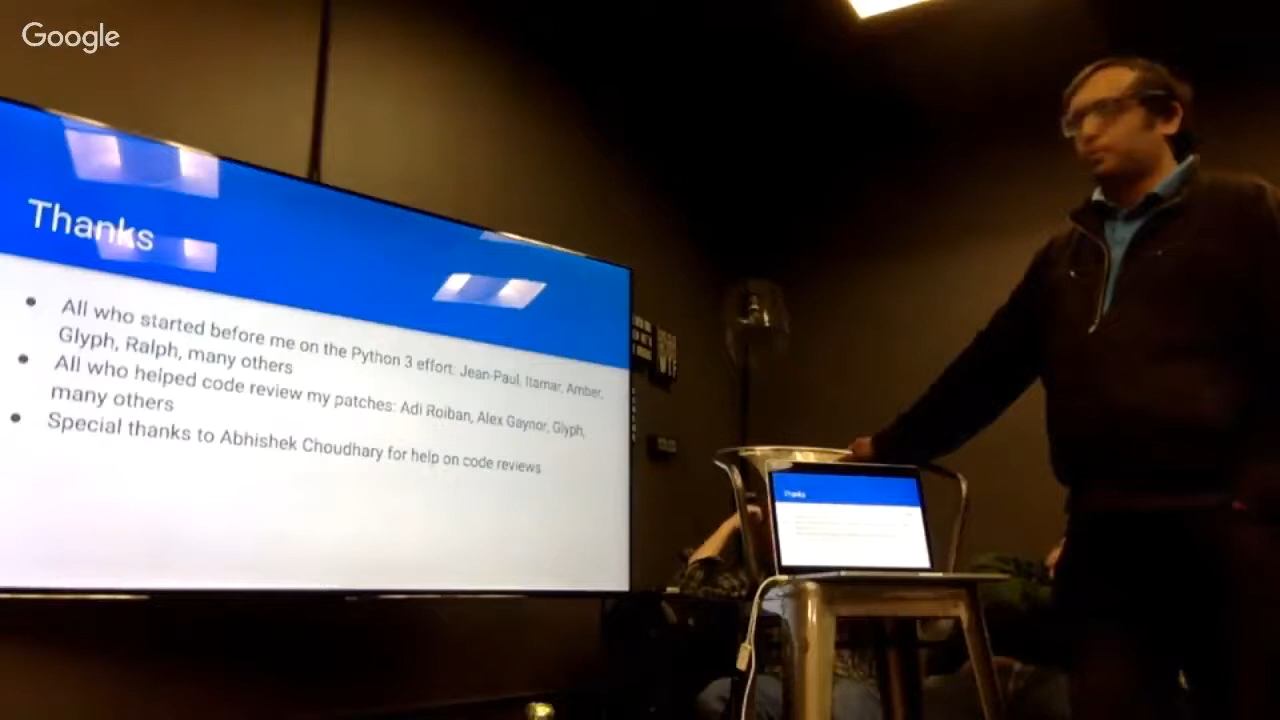 Google
Thanks
All who started before me on the Python 3 effort: Jean-Paul, Itamar, Amber,
Glyph, Ralph, many others
All who helped code review my patches: Adi Roiban, Alex Gaynor, Glyph,
many others
Special thanks to Abhishek Choudhary for help on code reviews
Thanks